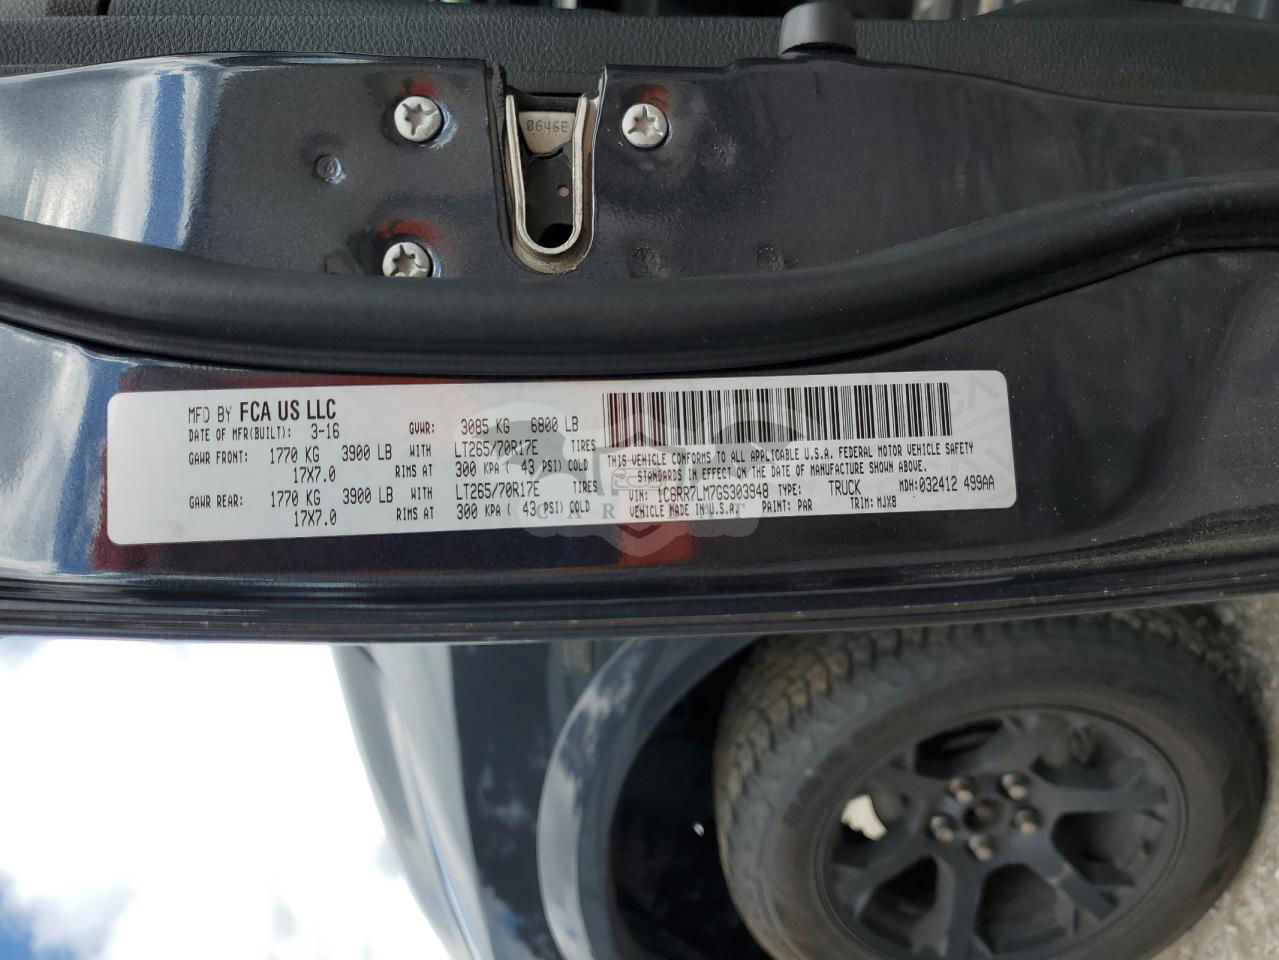 0646E
MFD BY FCA US LLC
DATE OF MFR(BUILT): 3-16 GVWR: 3085 KG 6800 LB
GAWR FRONT: 1770 KG 3900 LB WITH LT265/70R17E TIRES
17X7.0 RIMS AT 300 KPA ( 43 PSI) COLD
GAWR REAR: 1770 KG 3900 LB WITH LT265/70R17E TIRES
17X7.0 RIMS AT 300 KPA ( 43 PSI) COLD
THIS VEHICLE CONFORMS TO ALL APPLICABLE U.S.A. FEDERAL MOTOR VEHICLE SAFETY
STANDARDS IN EFFECT ON THE DATE OF MANUFACTURE SHOWN ABOVE.
VIN: 1C6RR7LM7GS303948 TYPE: TRUCK MDH:032412 499AA
VEHICLE MADE IN U.S.A. PAINT: PAR TRIM: MJX8